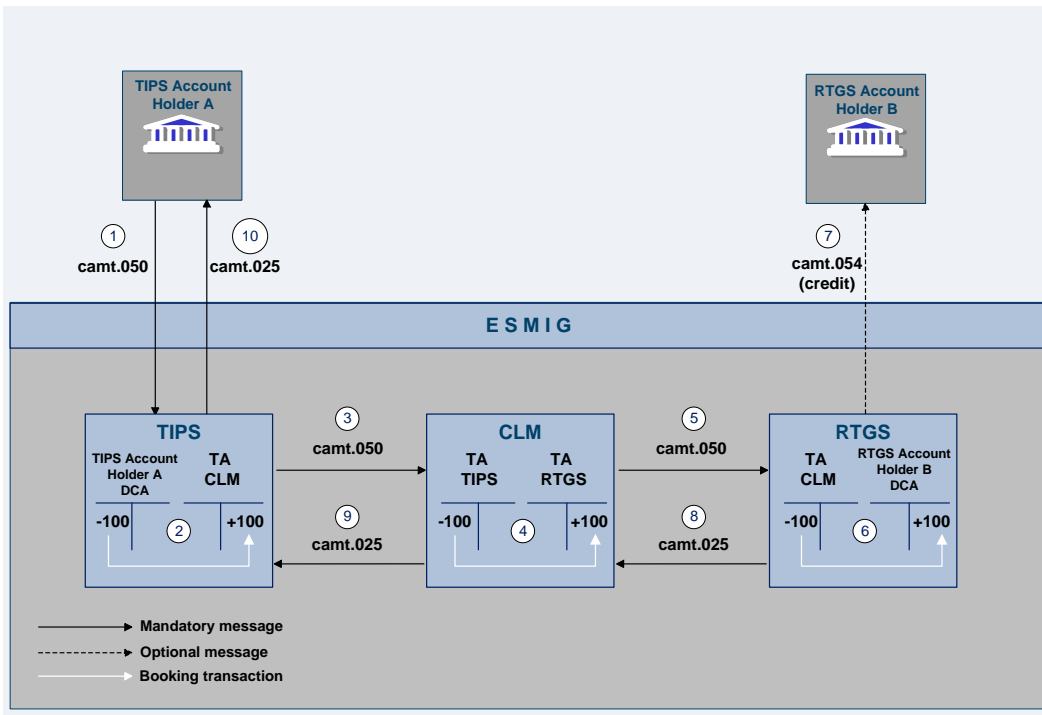 TIPS Account
Holder A
RTGS Account
Holder B
1
camt.050
10
camt.025
7
camt.054
(credit)
E S M I G
TIPS
TIPS Account
Holder A
DCA
TA
CLM
-100
2
+100
3
camt.050
9
camt.025
CLM
TA
TIPS
TA
RTGS
-100
4
+100
5
camt.050
8
camt.025
RTGS
TA
CLM
RTGS Account
Holder B
DCA
-100
6
+100
Mandatory message
Optional message
Booking transaction